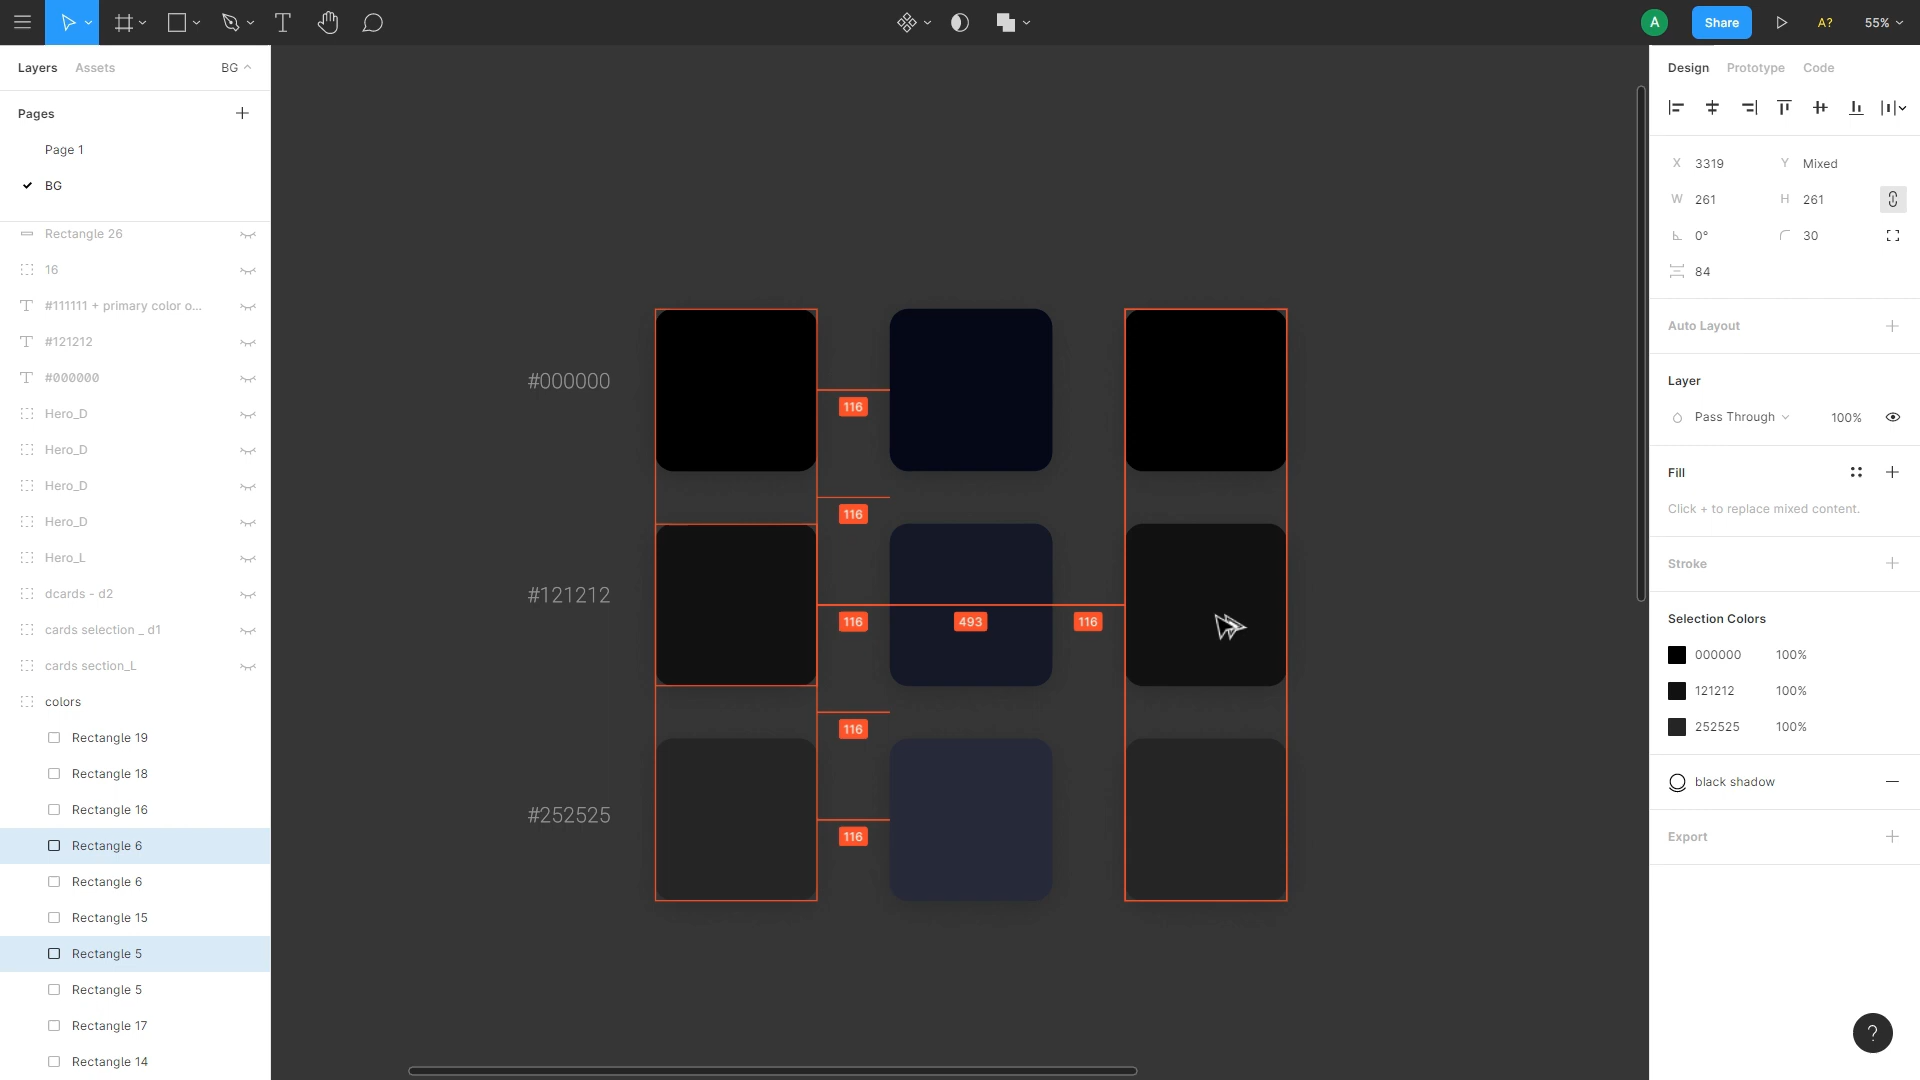 A
Share
A?
55%
Layers
Assets
BG
Pages
Page 1
BG
Rectangle 26
16
#111111 + primary color o...
#121212
#000000
Hero_D
Hero_D
Hero_D
Hero_D
Hero_L
dcards - d2
cards selection _ d1
cards section_L
colors
Rectangle 19
Rectangle 18
Rectangle 16
Rectangle 6
Rectangle 6
Rectangle 15
Rectangle 5
Rectangle 5
Rectangle 17
Rectangle 14
#000000
116
116
#121212
116
493
116
116
#252525
116
Design
Prototype
Code
X 3319
Y Mixed
W 261
H 261
0°
30
84
Auto Layout
Layer
Pass Through
100%
Fill
Click + to replace mixed content.
Stroke
Selection Colors
000000 100%
121212 100%
252525 100%
black shadow
Export
?